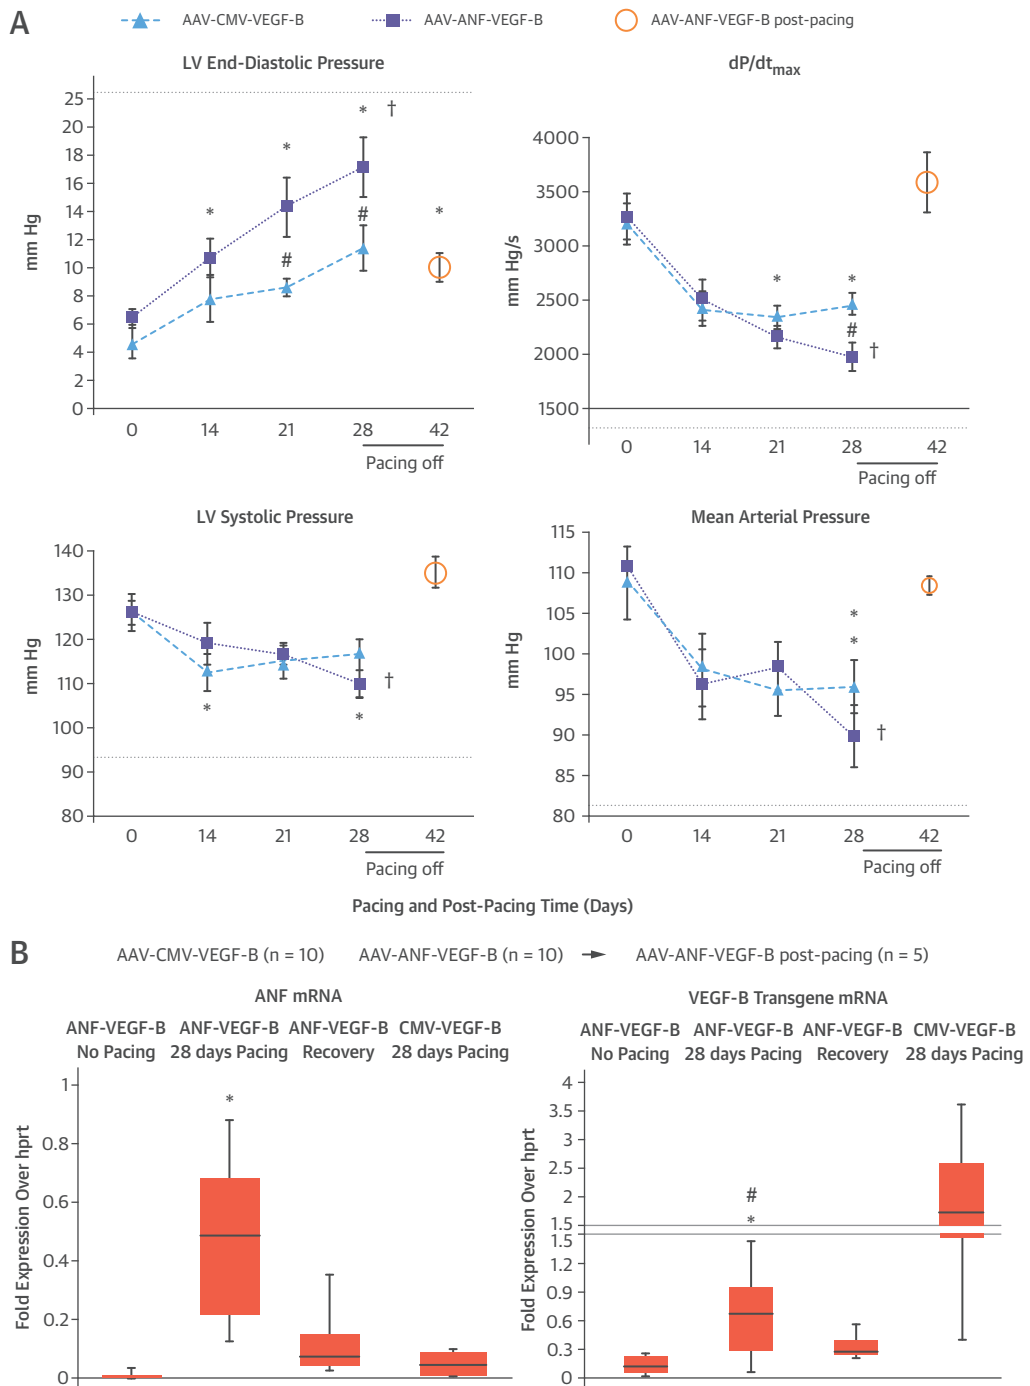 A
AAV-CMV-VEGF-B AAV-ANF-VEGF-B AAV-ANF-VEGF-B post-pacing
LV End-Diastolic Pressure
mm Hg
25
20
18
16
14
12
10
8
6
4
2
0
* * * † # # *
0 14 21 28 42
Pacing off
dP/dtmax
mm Hg/s
4000
3500
3000
2500
2000
1500
* * # †
0 14 21 28 42
Pacing off
LV Systolic Pressure
mm Hg
140
130
120
110
100
90
80
* * †
0 14 21 28 42
Pacing off
Mean Arterial Pressure
mm Hg
115
110
105
100
95
90
85
80
* * †
0 14 21 28 42
Pacing off
Pacing and Post-Pacing Time (Days)
B
AAV-CMV-VEGF-B (n = 10) AAV-ANF-VEGF-B (n = 10) → AAV-ANF-VEGF-B post-pacing (n = 5)
ANF mRNA
ANF-VEGF-B ANF-VEGF-B ANF-VEGF-B CMV-VEGF-B
No Pacing 28 days Pacing Recovery 28 days Pacing
Fold Expression Over hprt
1
0.8
0.6
0.4
0.2
0
*
VEGF-B Transgene mRNA
ANF-VEGF-B ANF-VEGF-B ANF-VEGF-B CMV-VEGF-B
No Pacing 28 days Pacing Recovery 28 days Pacing
Fold Expression Over hprt
4
3.5
3
2.5
2
1.5
1.5
1.2
0.9
0.6
0.3
0
#
*